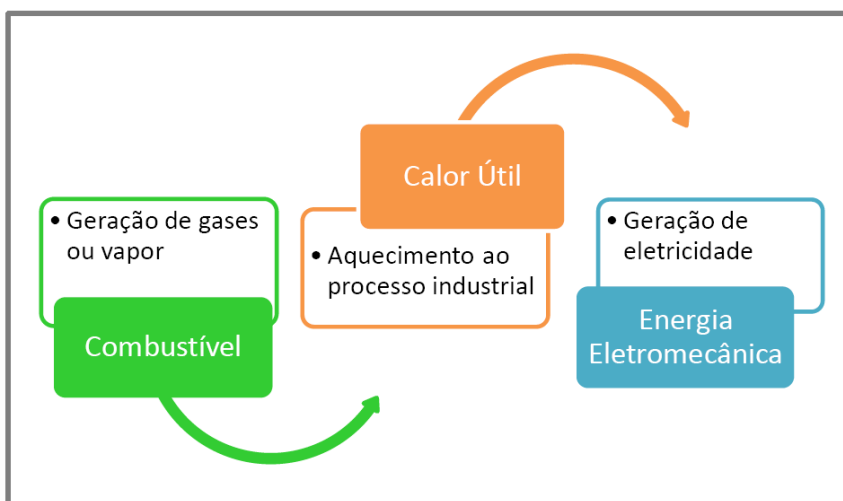 • Geração de gases
ou vapor
Combustível
Calor Útil
• Aquecimento ao
processo industrial
• Geração de
eletricidade
Energia
Eletromecânica